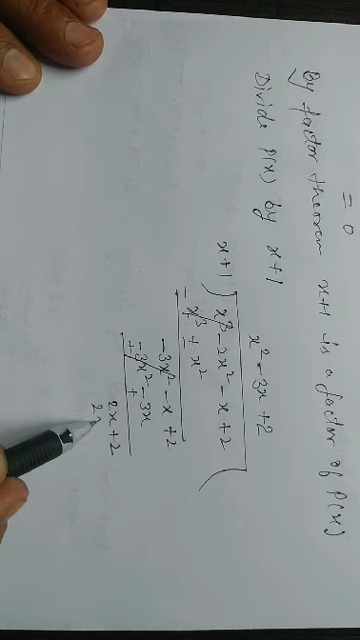 = 0
By factor theorem x+1 is a factor of P(x)
Divide P(x) by x+1
x² - 3x + 2
x+1 ) x³ - 2x² - x + 2
x³ + x²
- -
-3x² - x + 2
-3x² - 3x
+ +
2x + 2
2x